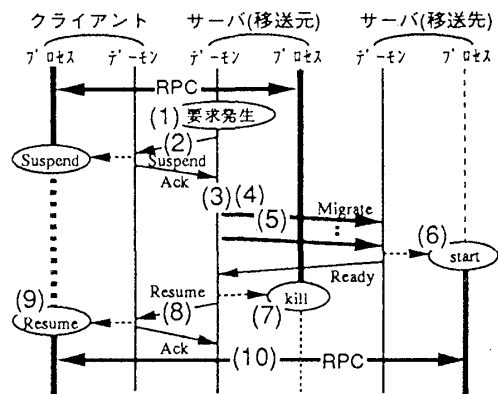 クライアント サーバ(移送元) サーバ(移送先)
ﾌﾟﾛｾｽ ﾃﾞｰﾓﾝ ﾃﾞｰﾓﾝ ﾌﾟﾛｾｽ ﾃﾞｰﾓﾝ ﾌﾟﾛｾｽ
RPC
(1) 要求発生
(2)
Suspend Suspend
Ack
(3) (4)
(5) Migrate
(6)
start
Ready
(9) Resume kill
Resume (8) (7)
Ack
(10) RPC